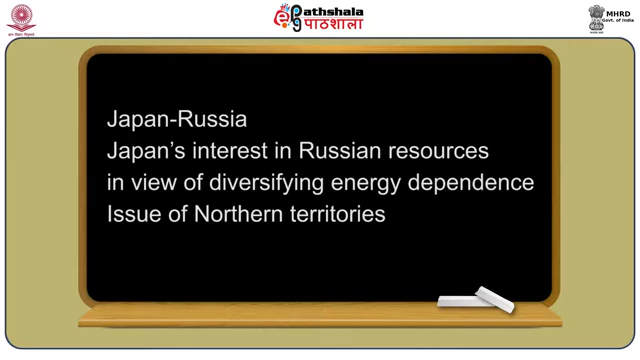 ePathshala
पाठशाला
MHRD
Govt. of India
Japan-Russia
Japan's interest in Russian resources
in view of diversifying energy dependence
Issue of Northern territories